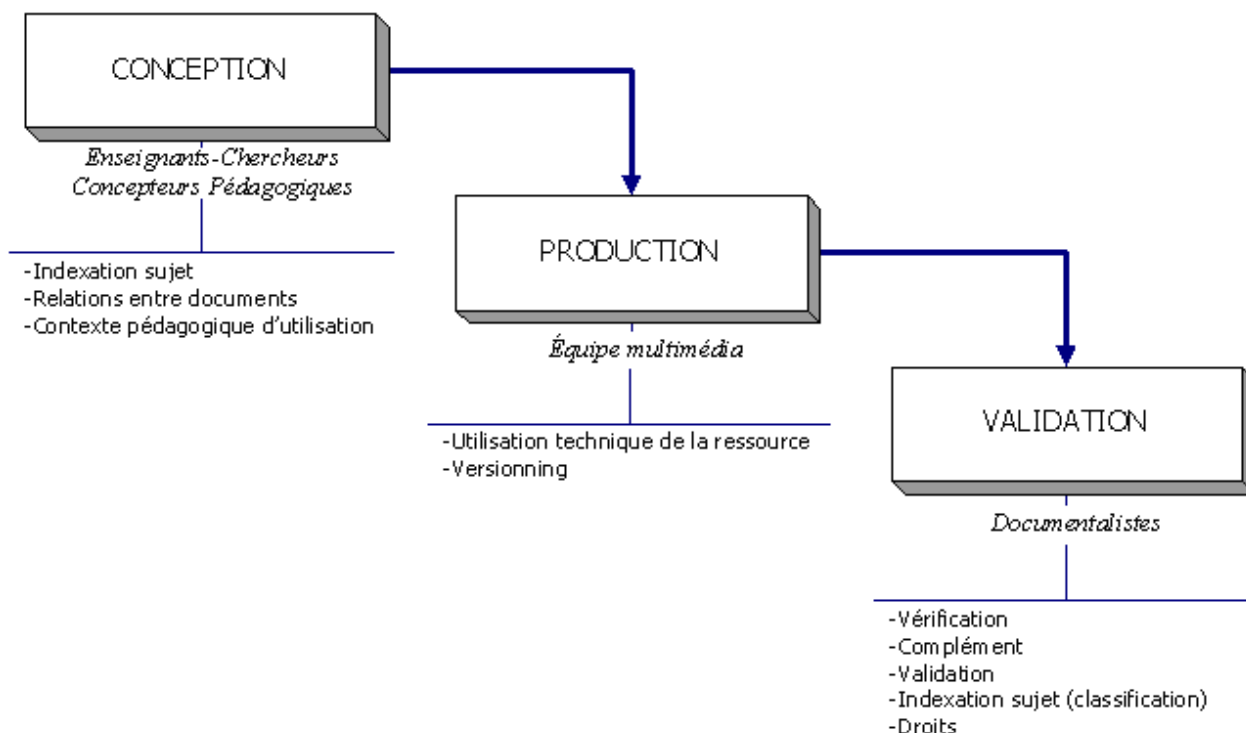 CONCEPTION
Enseignants-Chercheurs
Concepteurs Pédagogiques
-Indexation sujet
-Relations entre documents
-Contexte pédagogique d'utilisation
PRODUCTION
Équipe multimédia
-Utilisation technique de la ressource
-Versionning
VALIDATION
Documentalistes
-Vérification
-Complément
-Validation
-Indexation sujet (classification)
-Droits